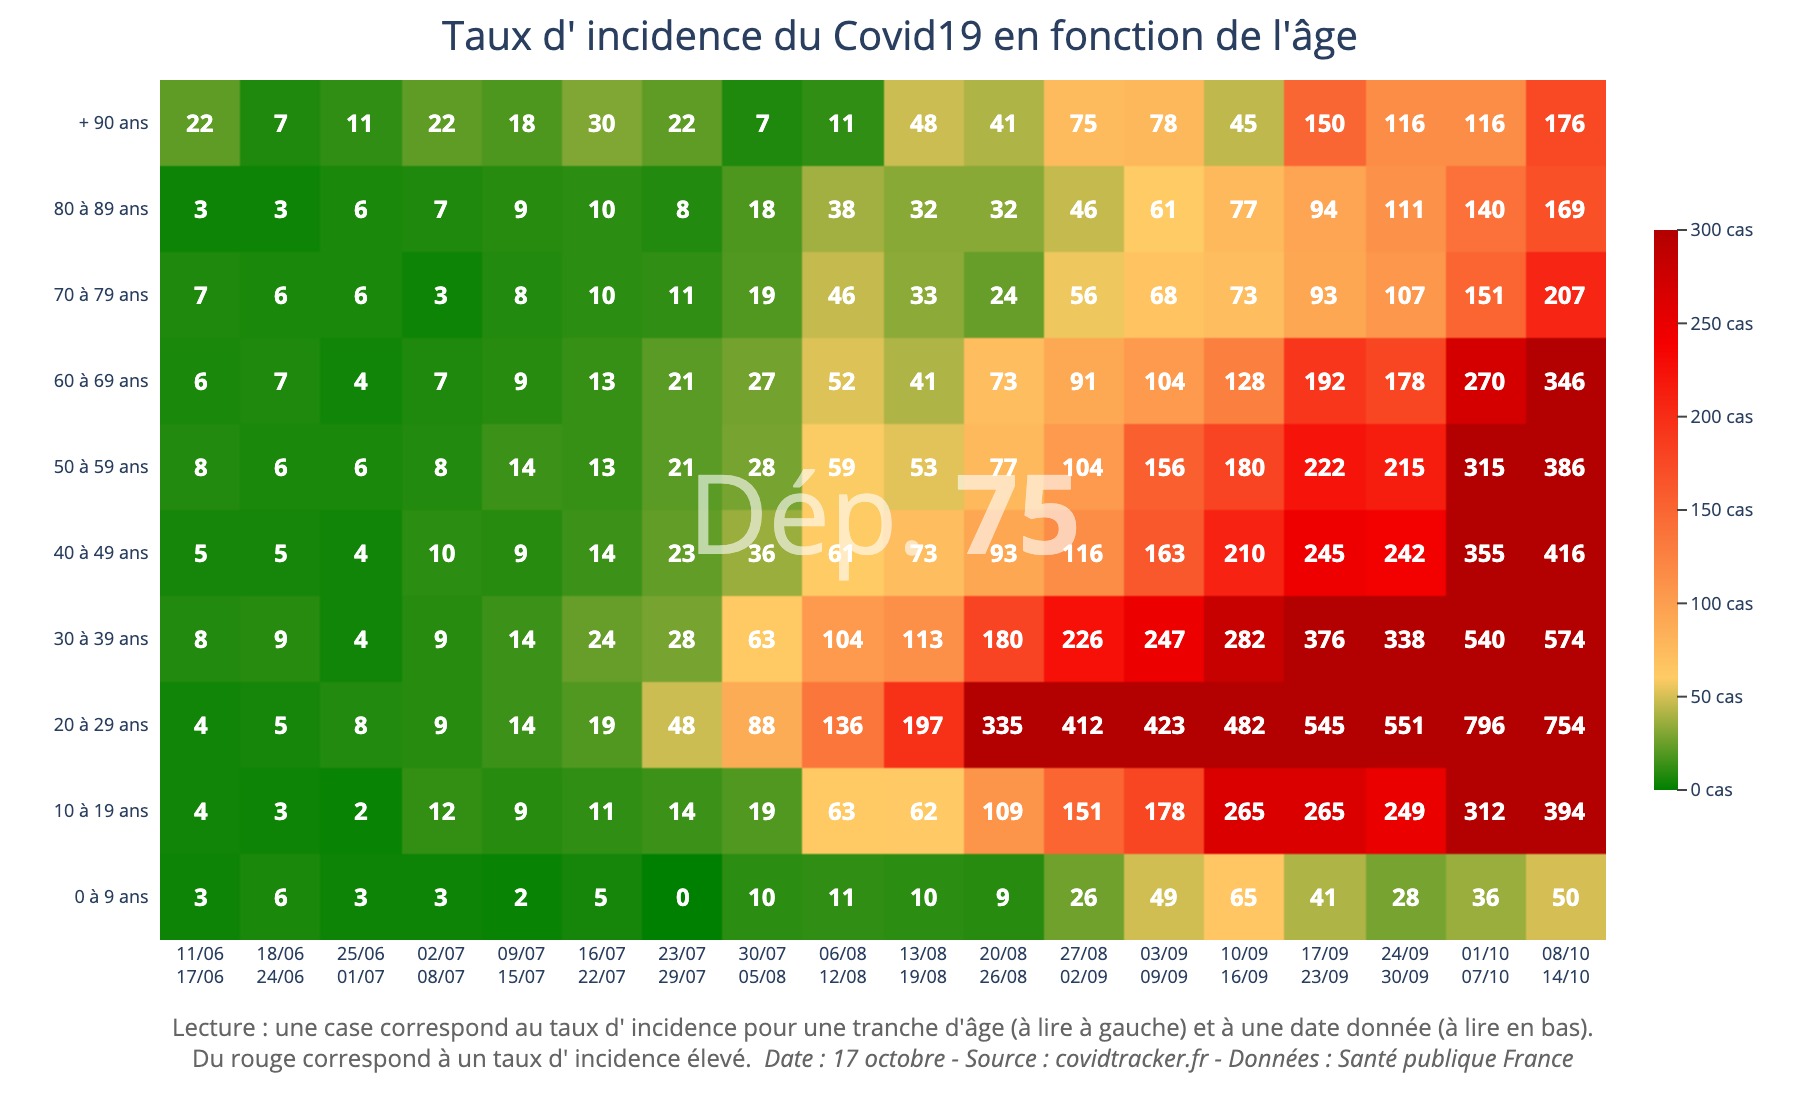 Taux d' incidence du Covid19 en fonction de l'âge
+ 90 ans 22 7 11 22 18 30 22 7 11 48 41 75 78 45 150 116 116 176
80 à 89 ans 3 3 6 7 9 10 8 18 38 32 32 46 61 77 94 111 140 169
300 cas
70 à 79 ans 7 6 6 3 8 10 11 19 46 33 24 56 68 73 93 107 151 207
250 cas
60 à 69 ans 6 7 4 7 9 13 21 27 52 41 73 91 104 128 192 178 270 346
200 cas
50 à 59 ans 8 6 6 8 14 13 21 28 59 53 77 104 156 180 222 215 315 386
Dép. 75
150 cas
40 à 49 ans 5 5 4 10 9 14 23 36 61 73 93 116 163 210 245 242 355 416
100 cas
30 à 39 ans 8 9 4 9 14 24 28 63 104 113 180 226 247 282 376 338 540 574
50 cas
20 à 29 ans 4 5 8 9 14 19 48 88 136 197 335 412 423 482 545 551 796 754
0 cas
10 à 19 ans 4 3 2 12 9 11 14 19 63 62 109 151 178 265 265 249 312 394
0 à 9 ans 3 6 3 3 2 5 0 10 11 10 9 26 49 65 41 28 36 50
11/06 18/06 25/06 02/07 09/07 16/07 23/07 30/07 06/08 13/08 20/08 27/08 03/09 10/09 17/09 24/09 01/10 08/10
17/06 24/06 01/07 08/07 15/07 22/07 29/07 05/08 12/08 19/08 26/08 02/09 09/09 16/09 23/09 30/09 07/10 14/10
Lecture : une case correspond au taux d' incidence pour une tranche d'âge (à lire à gauche) et à une date donnée (à lire en bas).
Du rouge correspond à un taux d' incidence élevé. Date : 17 octobre - Source : covidtracker.fr - Données : Santé publique France